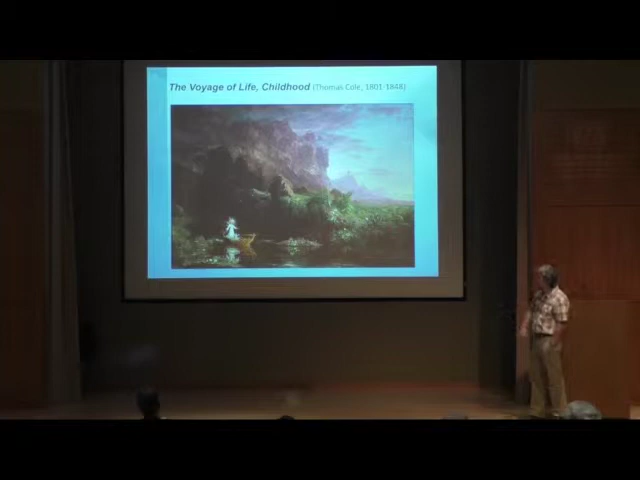 The Voyage of Life, Childhood (Thomas Cole, 1801-1848)